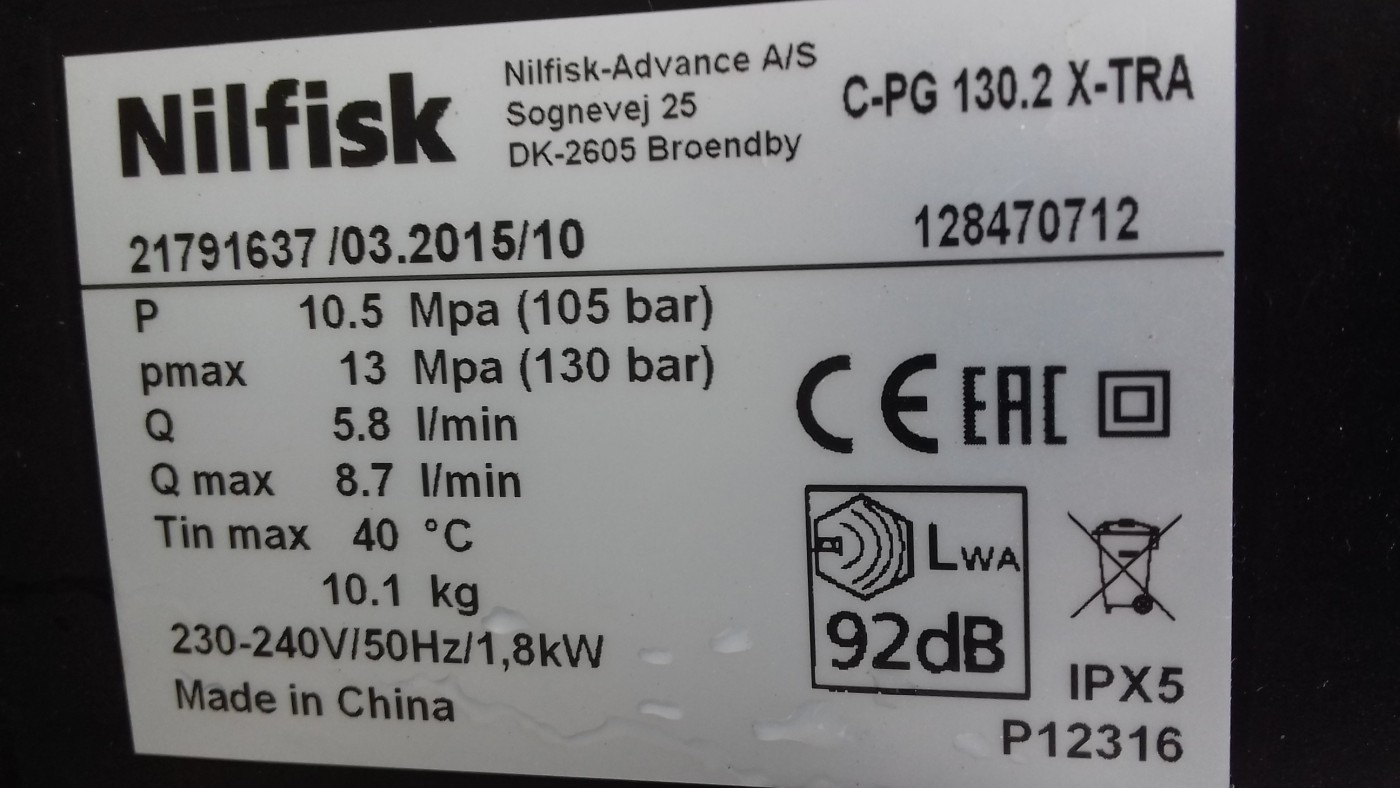 Nilfisk
Nilfisk-Advance A/S
Sognevej 25
DK-2605 Broendby
C-PG 130.2 X-TRA
21791637 /03.2015/10
128470712
P 10.5 Mpa (105 bar)
pmax 13 Mpa (130 bar)
Q 5.8 l/min
Q max 8.7 l/min
Tin max 40 °C
10.1 kg
230-240V/50Hz/1,8kW
Made in China
CE EAC
LWA
92dB
IPX5
P12316